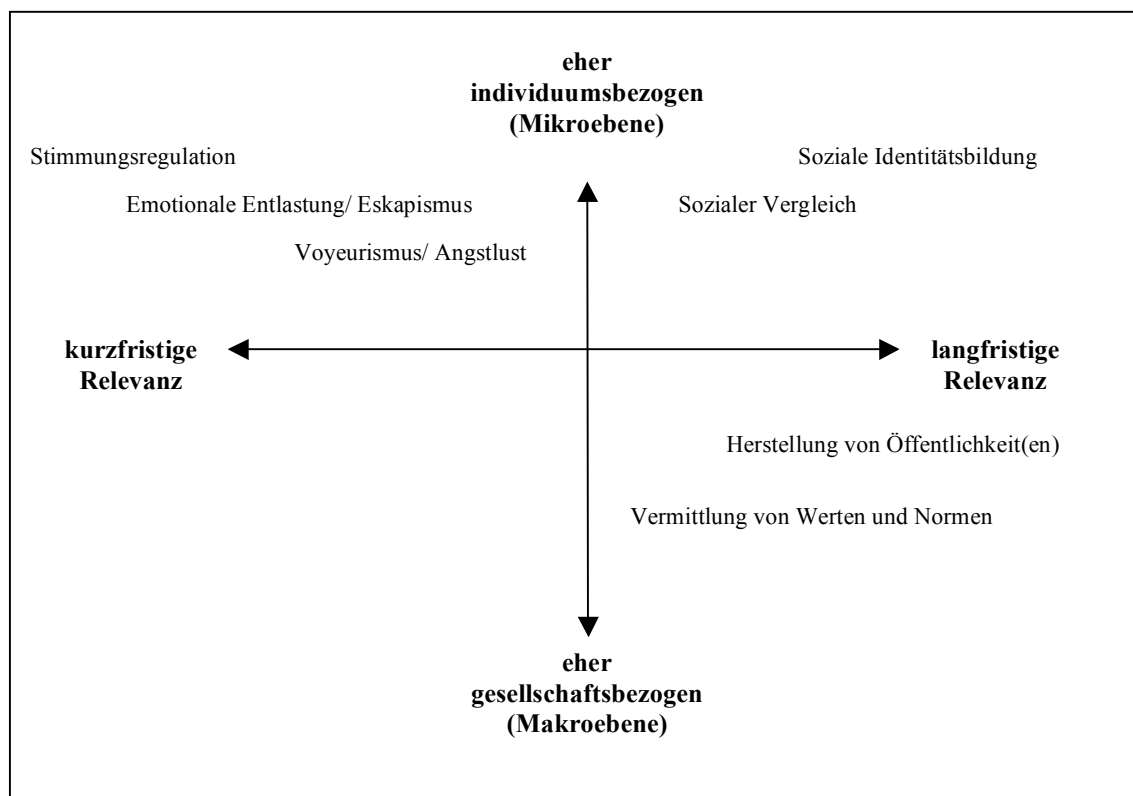 eher
individuumsbezogen
(Mikroebene)
Stimmungsregulation
Soziale Identitätsbildung
Emotionale Entlastung/ Eskapismus
Sozialer Vergleich
Voyeurismus/ Angstlust
kurzfristige
Relevanz
langfristige
Relevanz
Herstellung von Öffentlichkeit(en)
Vermittlung von Werten und Normen
eher
gesellschaftsbezogen
(Makroebene)